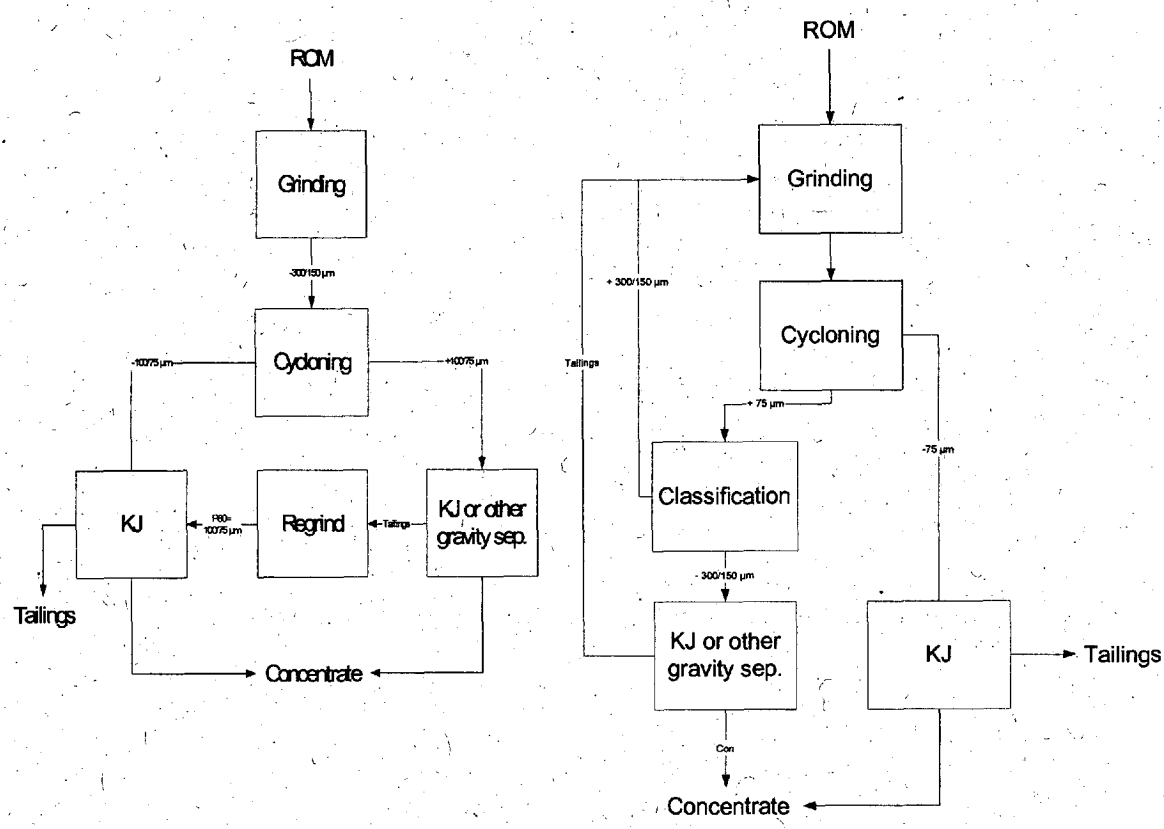 ROM
Grinding
-300/150 µm
Cycloning
-100/75 µm
+100/75 µm
KJ
P80=
100/75 µm
Regrind
Tailings
KJ or other
gravity sep.
Tailings
Concentrate
ROM
Grinding
+ 300/150 µm
Cycloning
Tailings
+ 75 µm
-75 µm
Classification
- 300/150 µm
KJ or other
gravity sep.
KJ
Tailings
Con
Concentrate